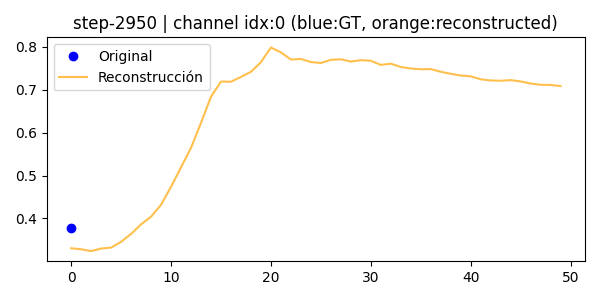 step-2950 | channel idx:0 (blue:GT, orange:reconstructed)
Original
Reconstrucción
0.8
0.7
0.6
0.5
0.4
0 10 20 30 40 50